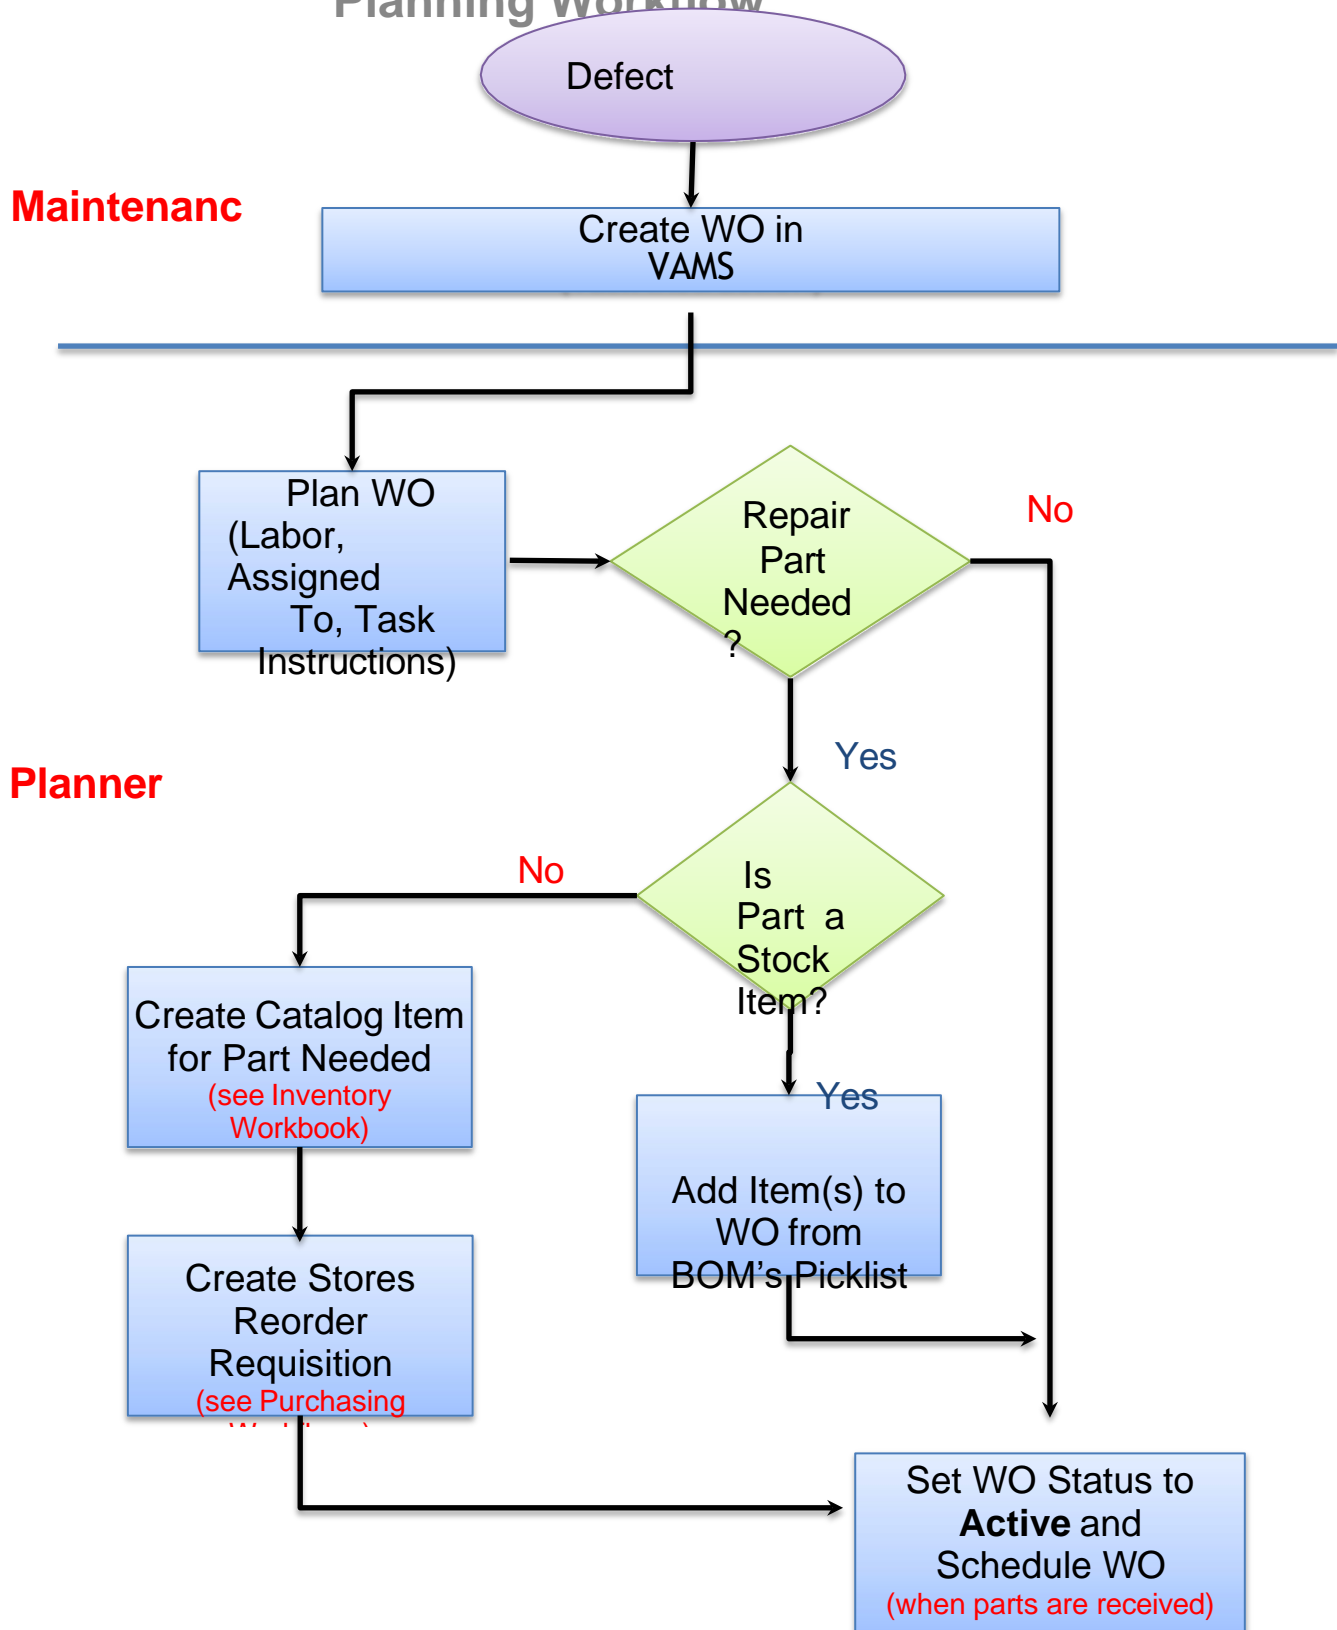 Planning Workflow
Defect
Maintenanc
Create WO in
VAMS
Plan WO
(Labor,
Assigned
To, Task
Instructions)
Repair
Part
Needed
?
No
Yes
Planner
No
Is
Part a
Stock
Item?
Create Catalog Item
for Part Needed
(see Inventory
Workbook)
Yes
Add Item(s) to
WO from
BOM’s Picklist
Create Stores
Reorder
Requisition
(see Purchasing
Set WO Status to
Active and
Schedule WO
(when parts are received)